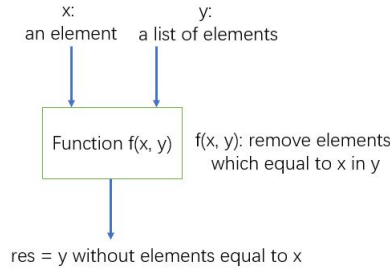 x:
an element
y:
a list of elements
Function f(x, y)
f(x, y): remove elements
which equal to x in y
res = y without elements equal to x